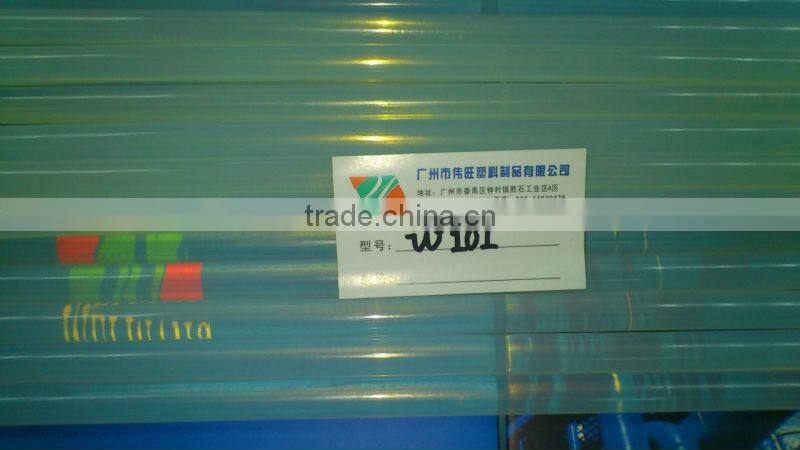 广州市伟旺塑料制品有限公司
地址：广州市番禺区钟村镇胜石工业区A区
trade.china.cn
型号：W101